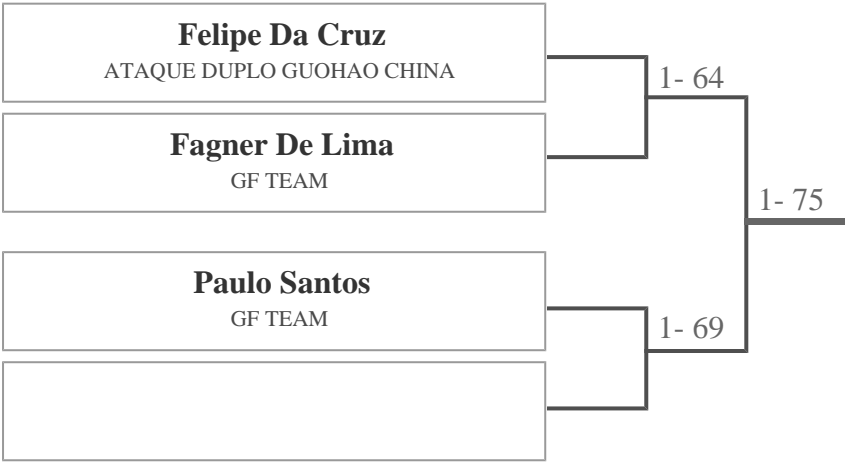 Felipe Da Cruz
ATAQUE DUPLO GUOHAO CHINA
1- 64
Fagner De Lima
GF TEAM
1- 75
Paulo Santos
GF TEAM
1- 69